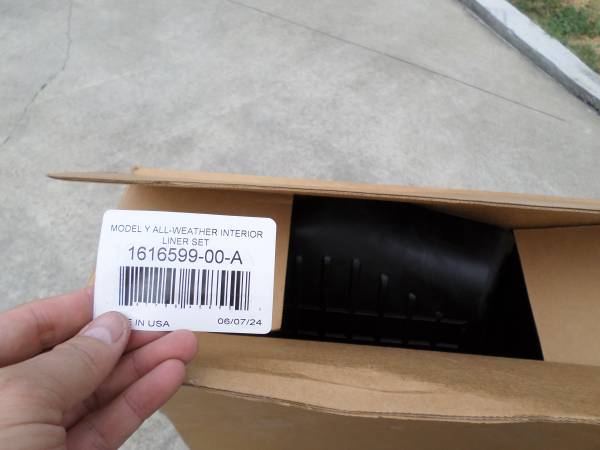 MODEL Y ALL-WEATHER INTERIOR
LINER SET
1616599-00-A
IN USA 06/07/24